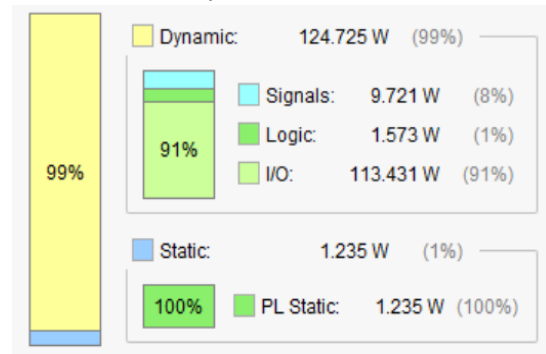 Dynamic: 124.725 W (99%)
Signals: 9.721 W (8%)
Logic: 1.573 W (1%)
91%
I/O: 113.431 W (91%)
99%
Static: 1.235 W (1%)
100%
PL Static: 1.235 W (100%)